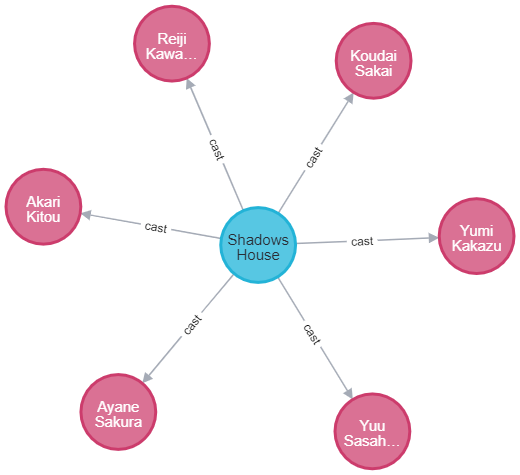 Reiji
Kawa…
Koudai
Sakai
cast
cast
Akari
Kitou
cast
Shadows
House
cast
Yumi
Kakazu
cast
cast
Ayane
Sakura
Yuu
Sasah…